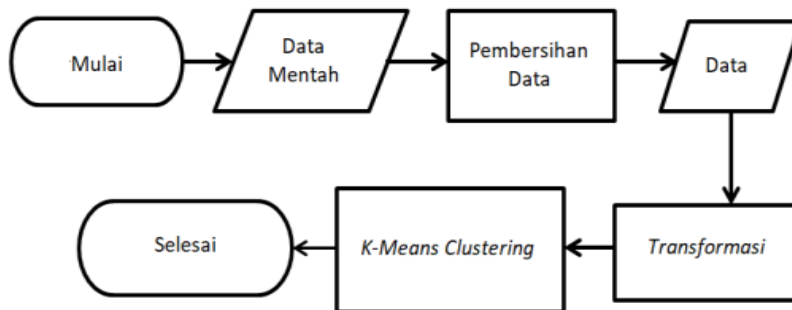 Mulai
Data
Mentah
Pembersihan
Data
Data
Transformasi
K-Means Clustering
Selesai